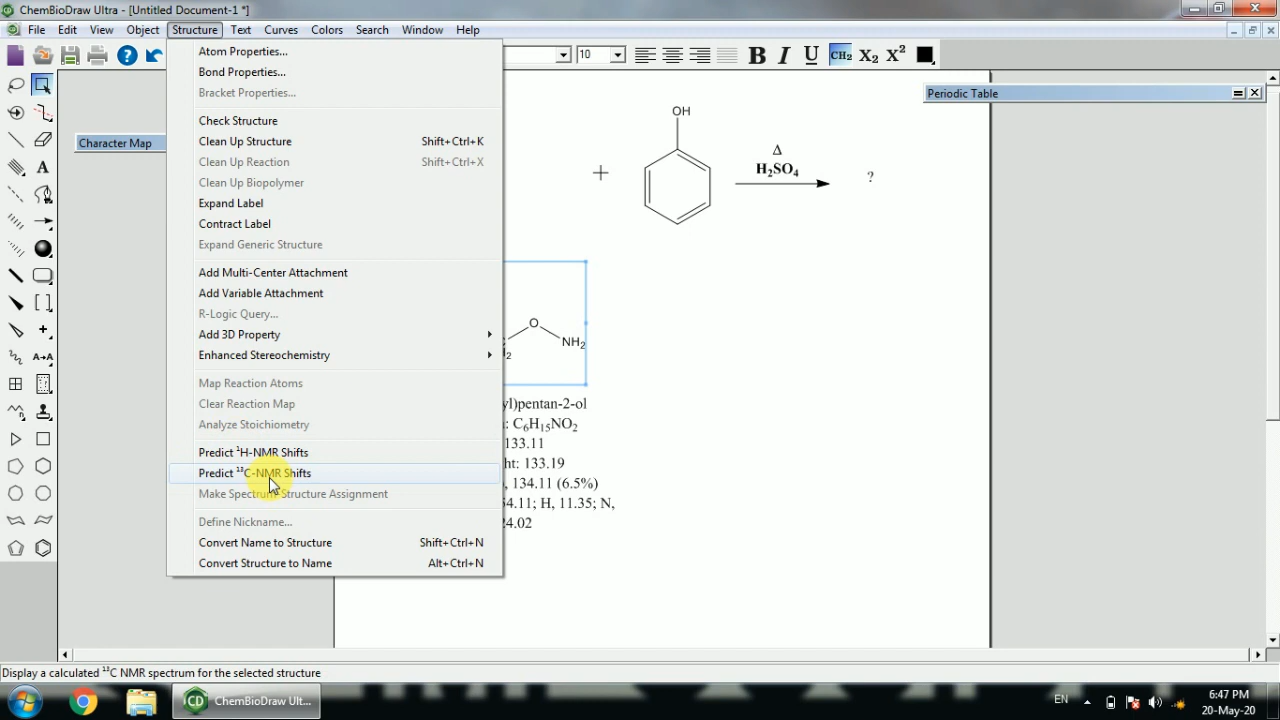 ChemBioDraw Ultra - [Untitled Document-1 *]
File Edit View Object Structure Text Curves Colors Search Window Help
10 B I U CH₂ X₂ X²
Atom Properties...
Bond Properties...
Bracket Properties...
Check Structure
Clean Up Structure Shift+Ctrl+K
Clean Up Reaction Shift+Ctrl+X
Clean Up Biopolymer
Expand Label
Contract Label
Expand Generic Structure
Add Multi-Center Attachment
Add Variable Attachment
R-Logic Query...
Add 3D Property
Enhanced Stereochemistry
Map Reaction Atoms
Clear Reaction Map
Analyze Stoichiometry
Predict ¹H-NMR Shifts
Predict ¹³C-NMR Shifts
Make Spectrum-Structure Assignment
Define Nickname...
Convert Name to Structure Shift+Ctrl+N
Convert Structure to Name Alt+Ctrl+N
Character Map
Periodic Table
OH
+
Δ
H₂SO₄
?
O
NH₂
yl)pentan-2-ol
: C₆H₁₅NO₂
133.11
ht: 133.19
, 134.11 (6.5%)
54.11; H, 11.35; N,
24.02
Display a calculated ¹³C NMR spectrum for the selected structure
ChemBioDraw Ult...
EN
6:47 PM
20-May-20